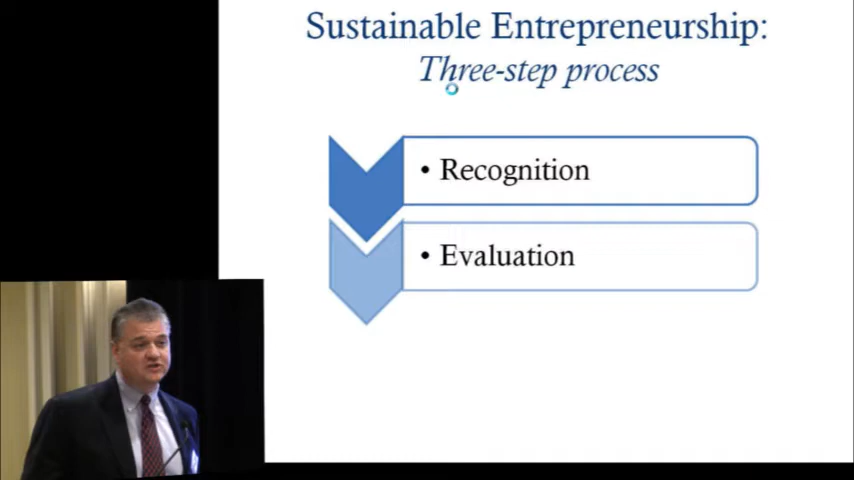 Sustainable Entrepreneurship:
Three-step process
• Recognition
• Evaluation